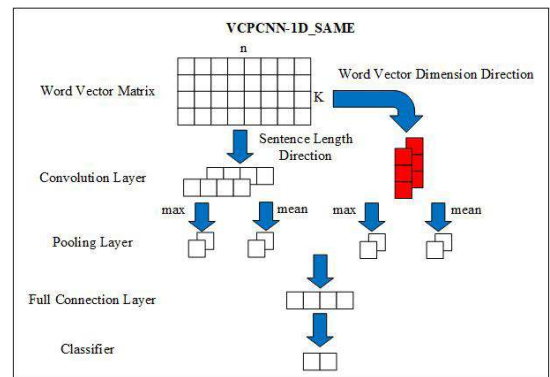 VCPCNN-1D_SAME
n
Word Vector Dimension Direction
Word Vector Matrix
K
Sentence Length
Direction
Convolution Layer
max
mean
max
mean
Pooling Layer
Full Connection Layer
Classifier